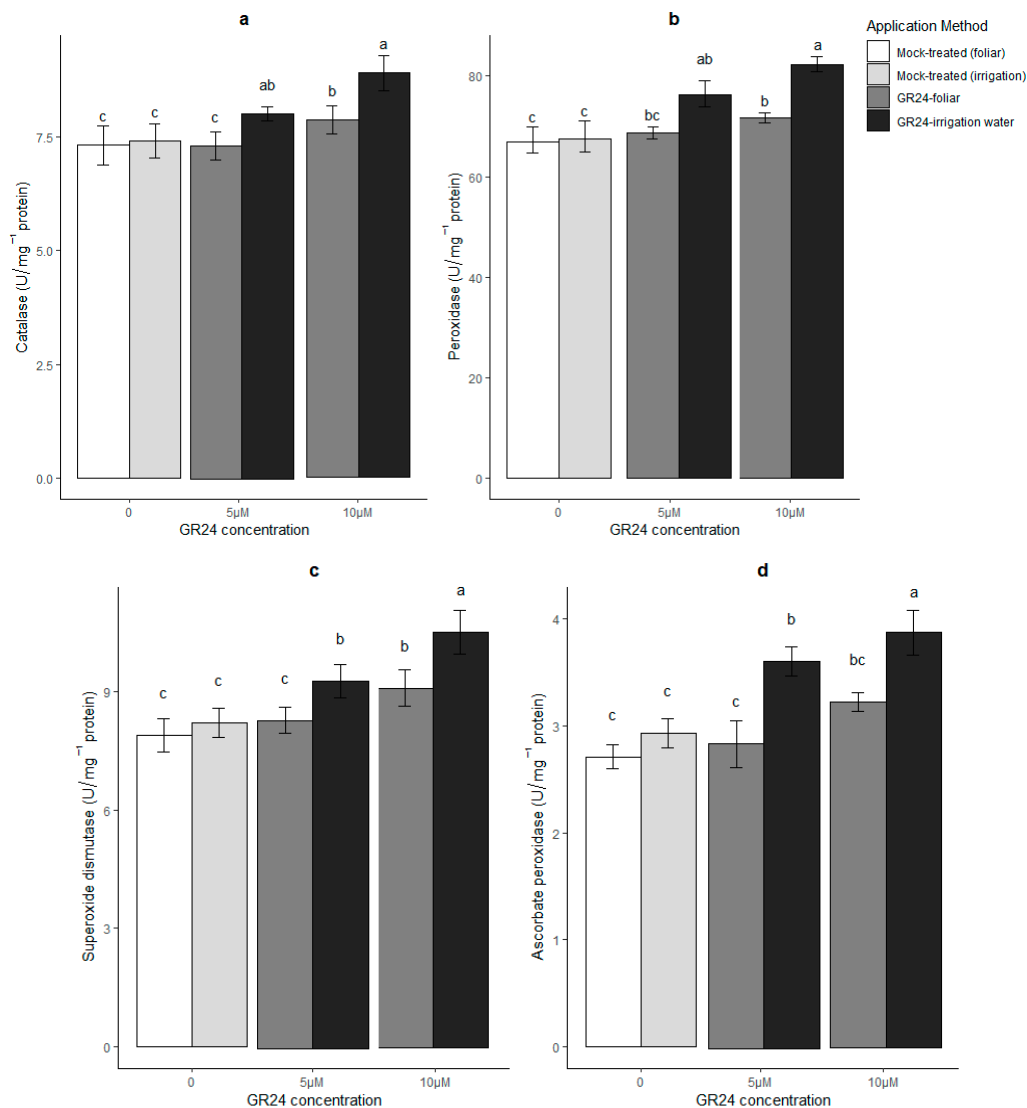 a
Catalase (U/mg⁻¹ protein)
7.5
5.0
2.5
0.0
c
c
c
ab
b
a
0
5µM
10µM
GR24 concentration
b
Peroxidase (U/mg⁻¹ protein)
80
60
40
20
0
c
c
bc
ab
b
a
0
5µM
10µM
GR24 concentration
Application Method
Mock-treated (foliar)
Mock-treated (irrigation)
GR24-foliar
GR24-irrigation water
c
Superoxide dismutase (U/mg⁻¹ protein)
9
6
3
0
c
c
c
b
b
a
0
5µM
10µM
GR24 concentration
d
Ascorbate peroxidase (U/mg⁻¹ protein)
4
3
2
1
0
c
c
c
b
bc
a
0
5µM
10µM
GR24 concentration